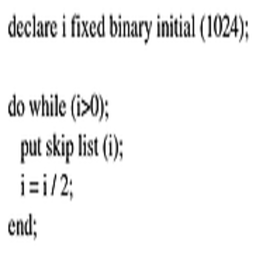 declare i fixed binary initial (1024);
do while (i>0);
put skip list (i);
i = i / 2;
end;